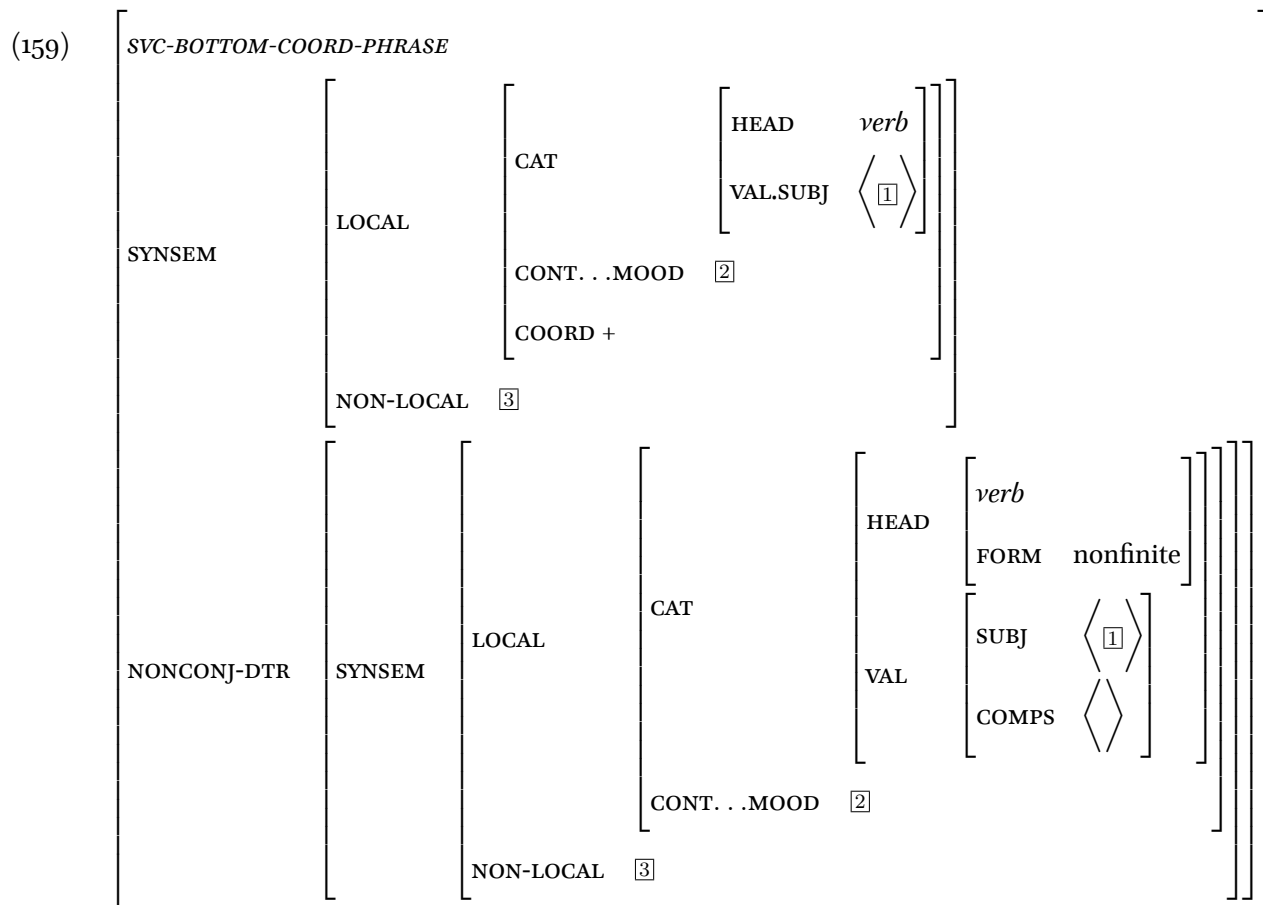 (159) SVC-BOTTOM-COORD-PHRASE
HEAD verb
CAT
VAL.SUBJ ⟨ 1 ⟩
LOCAL
SYNSEM
CONT. . .MOOD 2
COORD +
NON-LOCAL 3
verb
HEAD
FORM nonfinite
CAT
SUBJ ⟨ 1 ⟩
LOCAL
NONCONJ-DTR SYNSEM
VAL
COMPS ⟨ ⟩
CONT. . .MOOD 2
NON-LOCAL 3